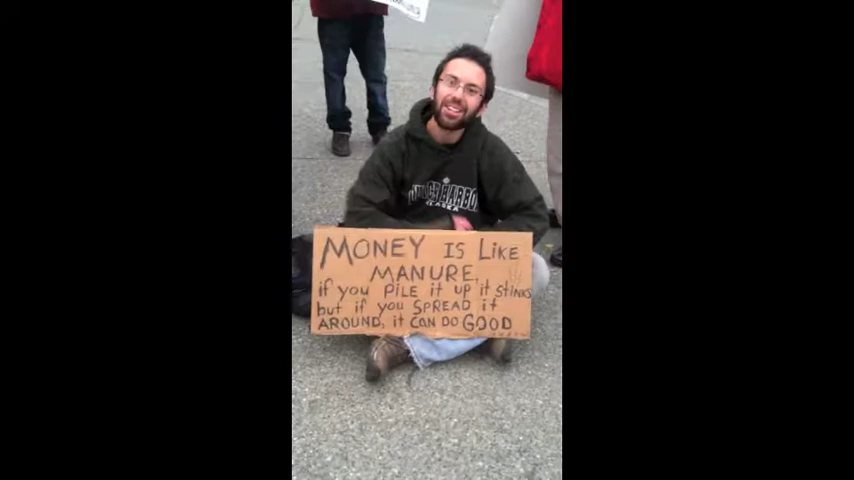 MONEY IS LIKE
MANURE,
if you PILE it up it STINKS
but if you SPREAD it
AROUND, it CAN DO GOOD